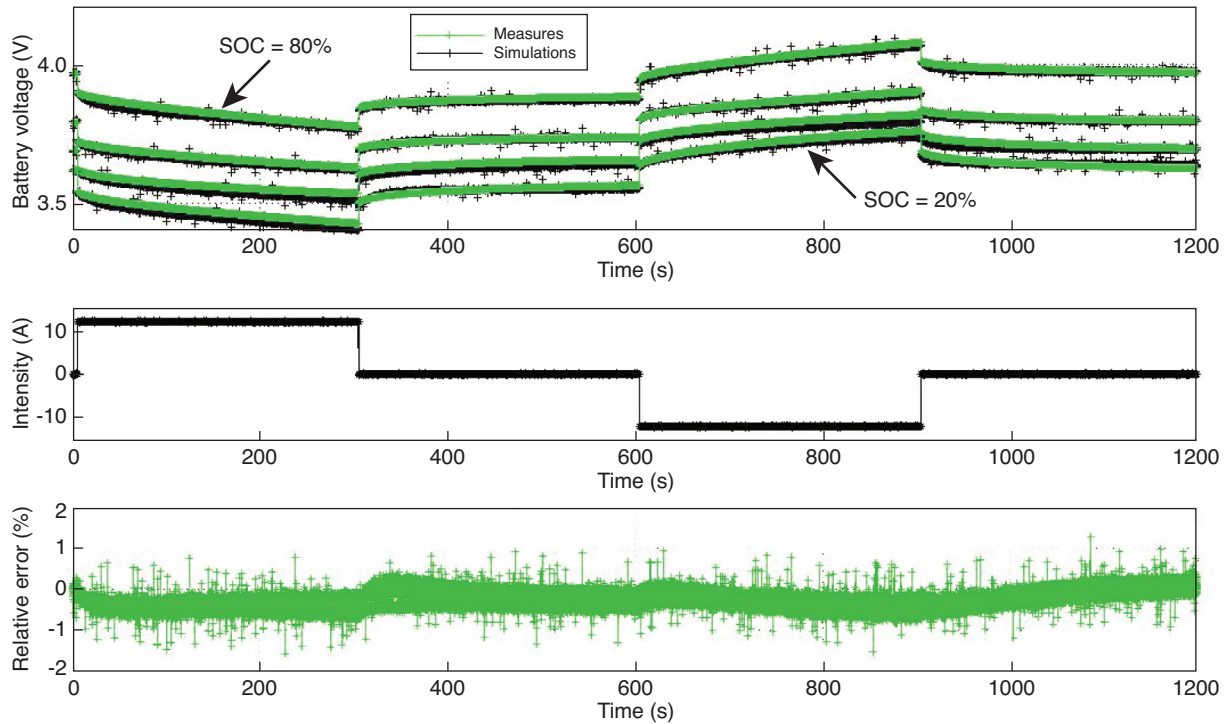 Battery voltage (V)
4.0
3.5
SOC = 80%
Measures
Simulations
SOC = 20%
0 200 400 600 800 1000 1200
Time (s)
Intensity (A)
10
0
-10
0 200 400 600 800 1000 1200
Time (s)
Relative error (%)
2
1
0
-1
-2
0 200 400 600 800 1000 1200
Time (s)